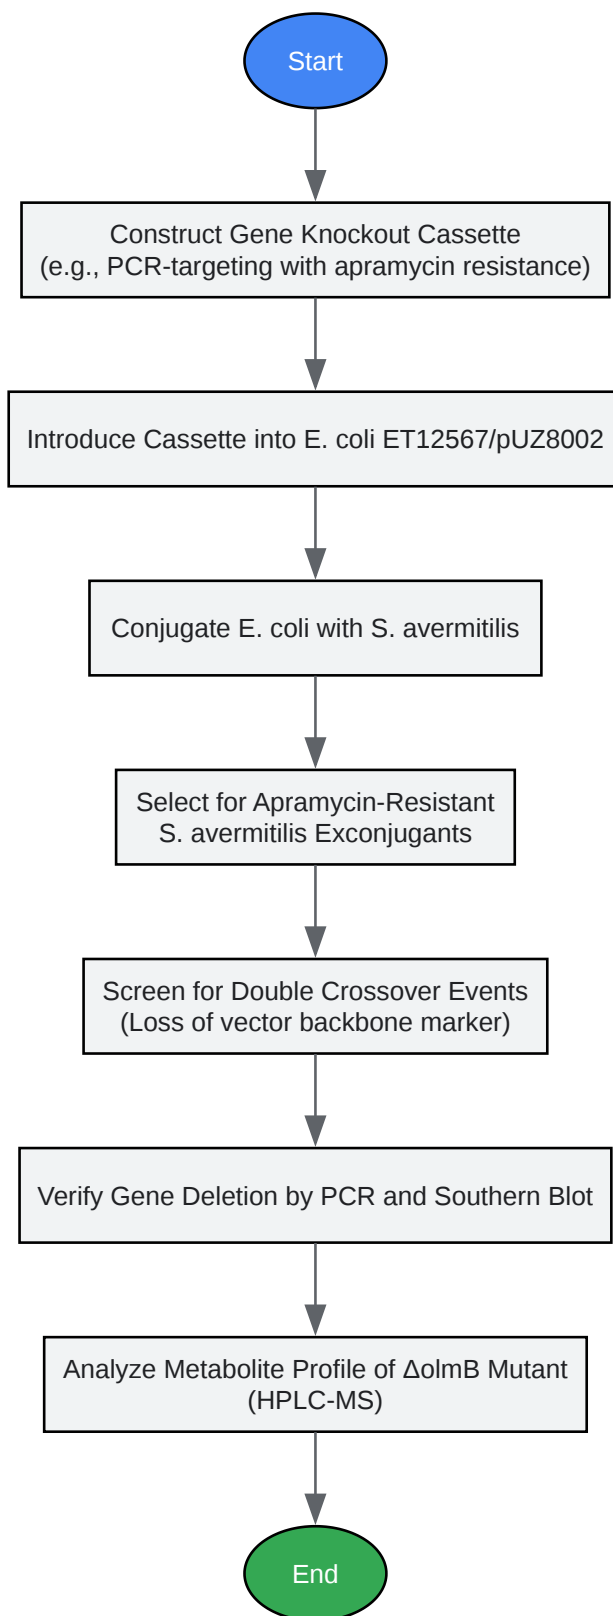 Start
Construct Gene Knockout Cassette
(e.g., PCR-targeting with apramycin resistance)
Introduce Cassette into E. coli ET12567/pUZ8002
Conjugate E. coli with S. avermitilis
Select for Apramycin-Resistant
S. avermitilis Exconjugants
Screen for Double Crossover Events
(Loss of vector backbone marker)
Verify Gene Deletion by PCR and Southern Blot
Analyze Metabolite Profile of ΔolmB Mutant
(HPLC-MS)
End